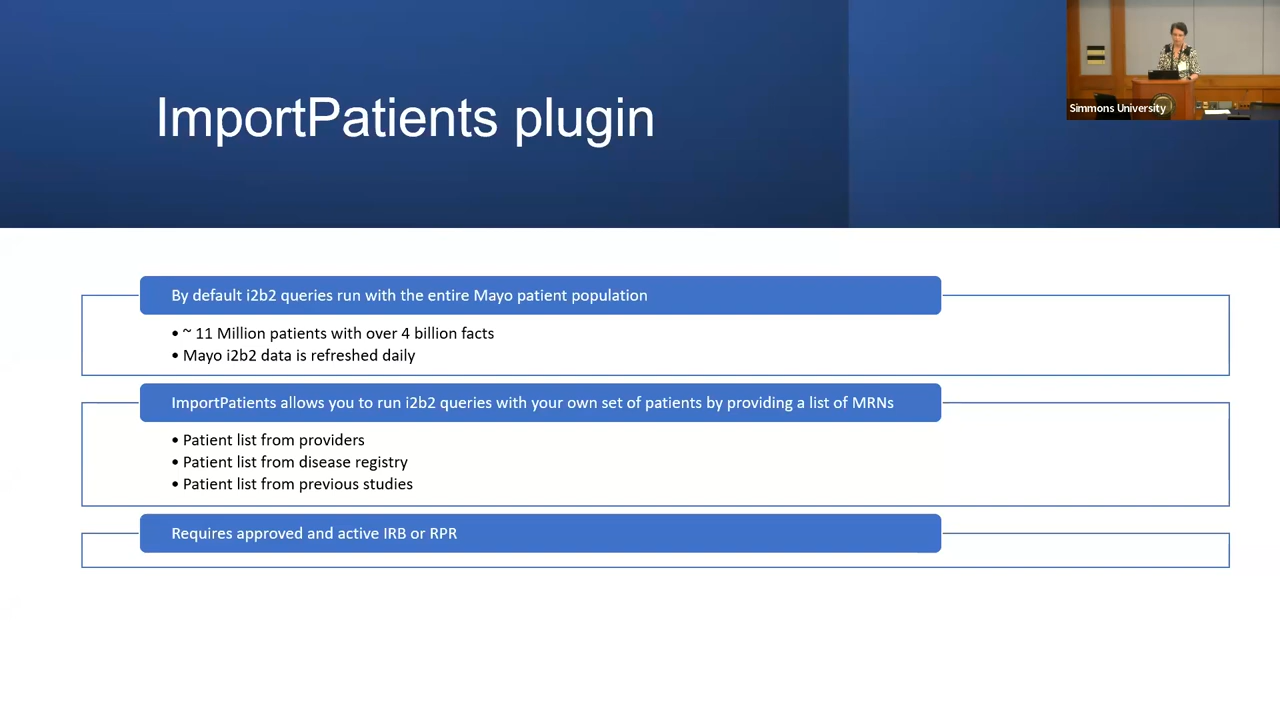 ImportPatients plugin
Simmons University
By default i2b2 queries run with the entire Mayo patient population
• ~ 11 Million patients with over 4 billion facts
• Mayo i2b2 data is refreshed daily
ImportPatients allows you to run i2b2 queries with your own set of patients by providing a list of MRNs
• Patient list from providers
• Patient list from disease registry
• Patient list from previous studies
Requires approved and active IRB or RPR